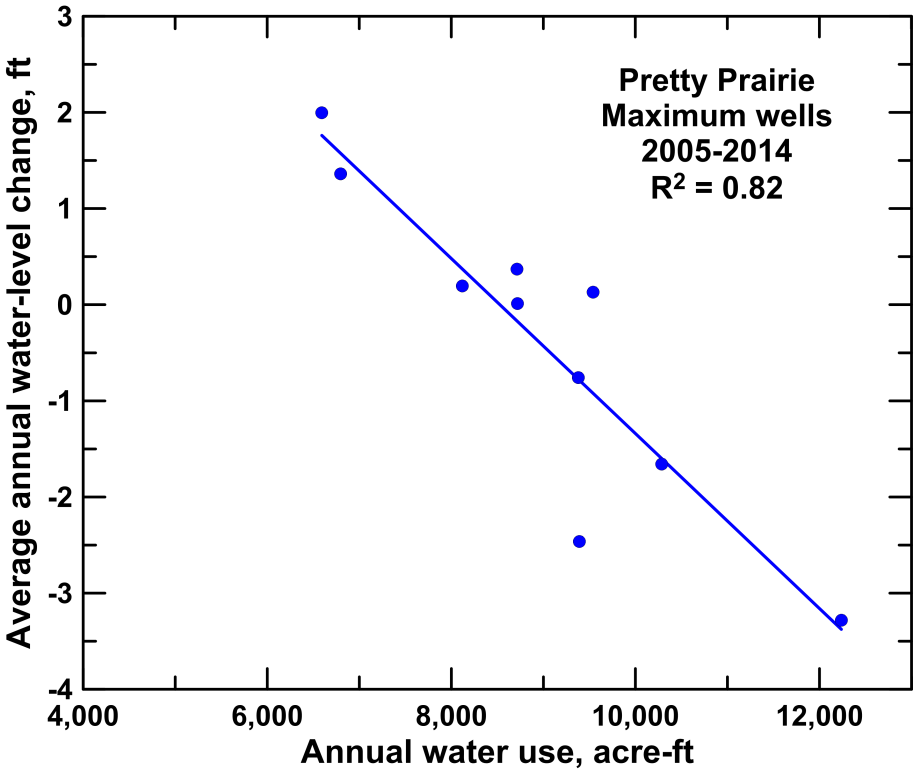 3
2
1
0
-1
-2
-3
-4
Average annual water-level change, ft
Pretty Prairie
Maximum wells
2005-2014
R² = 0.82
4,000 6,000 8,000 10,000 12,000
Annual water use, acre-ft